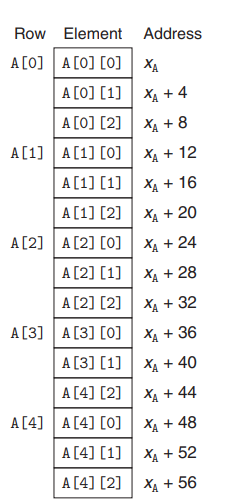 Row Element Address
A[0] A[0][0] xA
A[0][1] xA + 4
A[0][2] xA + 8
A[1] A[1][0] xA + 12
A[1][1] xA + 16
A[1][2] xA + 20
A[2] A[2][0] xA + 24
A[2][1] xA + 28
A[2][2] xA + 32
A[3] A[3][0] xA + 36
A[3][1] xA + 40
A[4][2] xA + 44
A[4] A[4][0] xA + 48
A[4][1] xA + 52
A[4][2] xA + 56